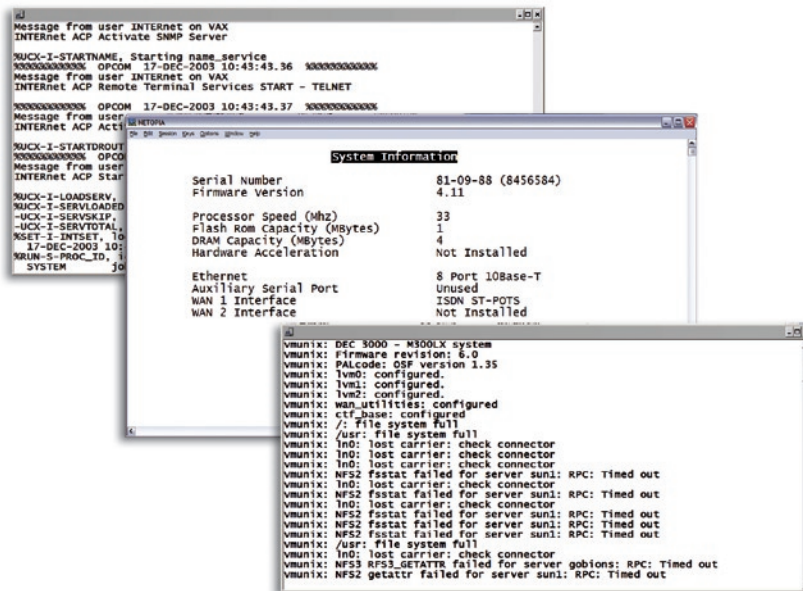 Message from user INTERnet on VAX
INTERnet ACP Activate SNMP Server
%UCX-I-STARTNAME, Starting name_service
%%%%%%%%%%% OPCOM 17-DEC-2003 10:43:43.36 %%%%%%%%%%%
Message from user INTERnet on VAX
INTERnet ACP Remote Terminal Services START - TELNET
%%%%%%%%%%% OPCOM 17-DEC-2003 10:43:43.37 %%%%%%%%%%%
Message from user
INTERnet ACP Acti
%UCX-I-STARTDROUT
%%%%%%%%%%% OPCO
Message from user
INTERnet ACP Star
%UCX-I-LOADSERV,
%UCX-I-SERVLOADED
-UCX-I-SERVSKIP,
-UCX-I-SERVTOTAL,
%SET-I-INTSET, lo
17-DEC-2003 10:
%RUN-S-PROC_ID, i
SYSTEM jo
NETOPIA
File Edit Session Keys Options Window Help
System Information
Serial Number 81-09-88 (8456584)
Firmware Version 4.11
Processor Speed (Mhz) 33
Flash Rom Capacity (MBytes) 1
DRAM Capacity (MBytes) 4
Hardware Acceleration Not Installed
Ethernet 8 Port 10Base-T
Auxiliary Serial Port Unused
WAN 1 Interface ISDN ST-POTS
WAN 2 Interface Not Installed
vmunix: DEC 3000 - M300LX system
vmunix: Firmware revision: 6.0
vmunix: PALcode: OSF version 1.35
vmunix: lvm0: configured.
vmunix: lvm1: configured.
vmunix: lvm2: configured.
vmunix: wan_utilities: configured
vmunix: ctf_base: configured
vmunix: /: file system full
vmunix: /usr: file system full
vmunix: ln0: lost carrier: check connector
vmunix: ln0: lost carrier: check connector
vmunix: ln0: lost carrier: check connector
vmunix: NFS2 fsstat failed for server sun1: RPC: Timed out
vmunix: ln0: lost carrier: check connector
vmunix: NFS2 fsstat failed for server sun1: RPC: Timed out
vmunix: ln0: lost carrier: check connector
vmunix: NFS2 fsstat failed for server sun1: RPC: Timed out
vmunix: NFS2 fsstat failed for server sun1: RPC: Timed out
vmunix: NFS2 fsstat failed for server sun1: RPC: Timed out
vmunix: /usr: file system full
vmunix: ln0: lost carrier: check connector
vmunix: NFS3 RFS3_GETATTR failed for server gobions: RPC: Timed out
vmunix: NFS2 getattr failed for server sun1: RPC: Timed out